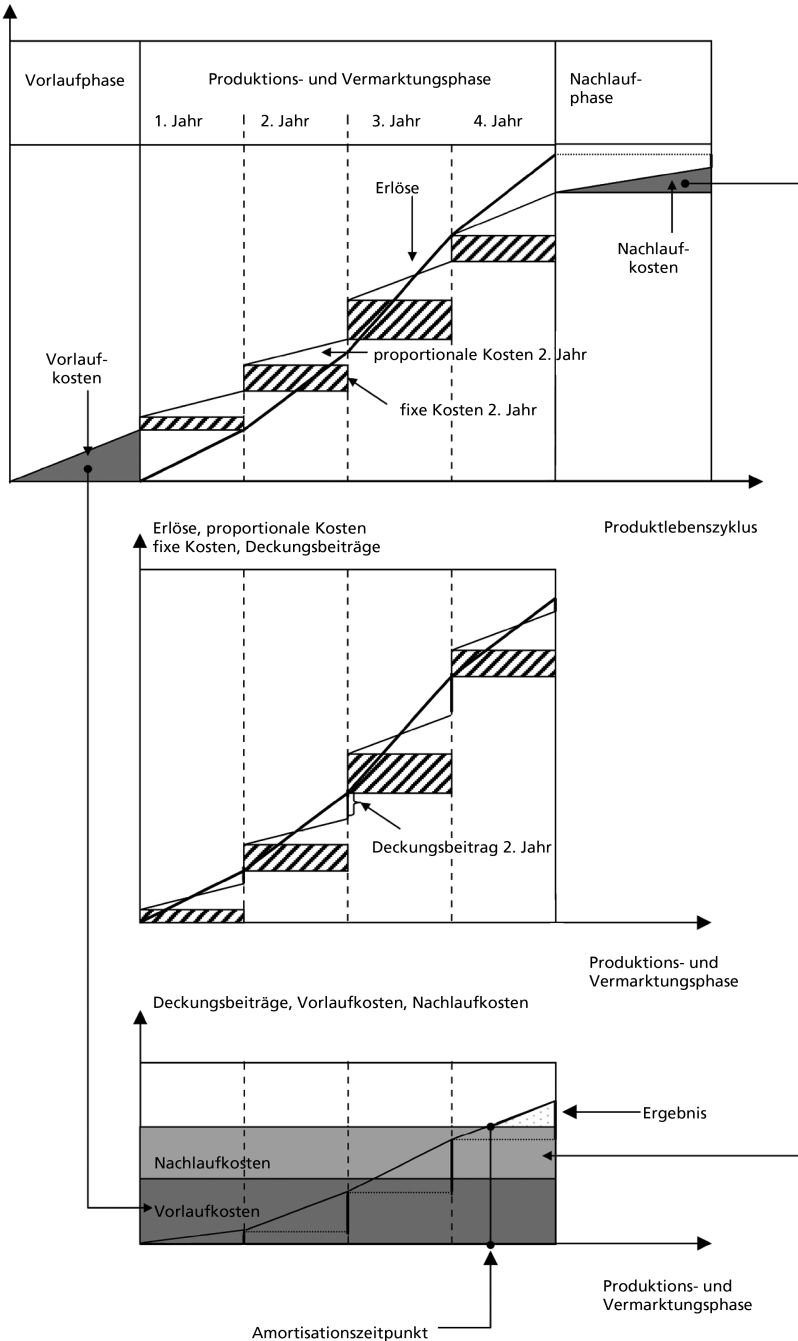 Vorlaufphase
Produktions- und Vermarktungsphase
Nachlauf-
phase
1. Jahr
2. Jahr
3. Jahr
4. Jahr
Erlöse
Nachlauf-
kosten
Vorlauf-
kosten
proportionale Kosten 2. Jahr
fixe Kosten 2. Jahr
Produktlebenszyklus
Erlöse, proportionale Kosten
fixe Kosten, Deckungsbeiträge
Deckungsbeitrag 2. Jahr
Produktions- und
Vermarktungsphase
Deckungsbeiträge, Vorlaufkosten, Nachlaufkosten
Ergebnis
Nachlaufkosten
Vorlaufkosten
Produktions- und
Vermarktungsphase
Amortisationszeitpunkt